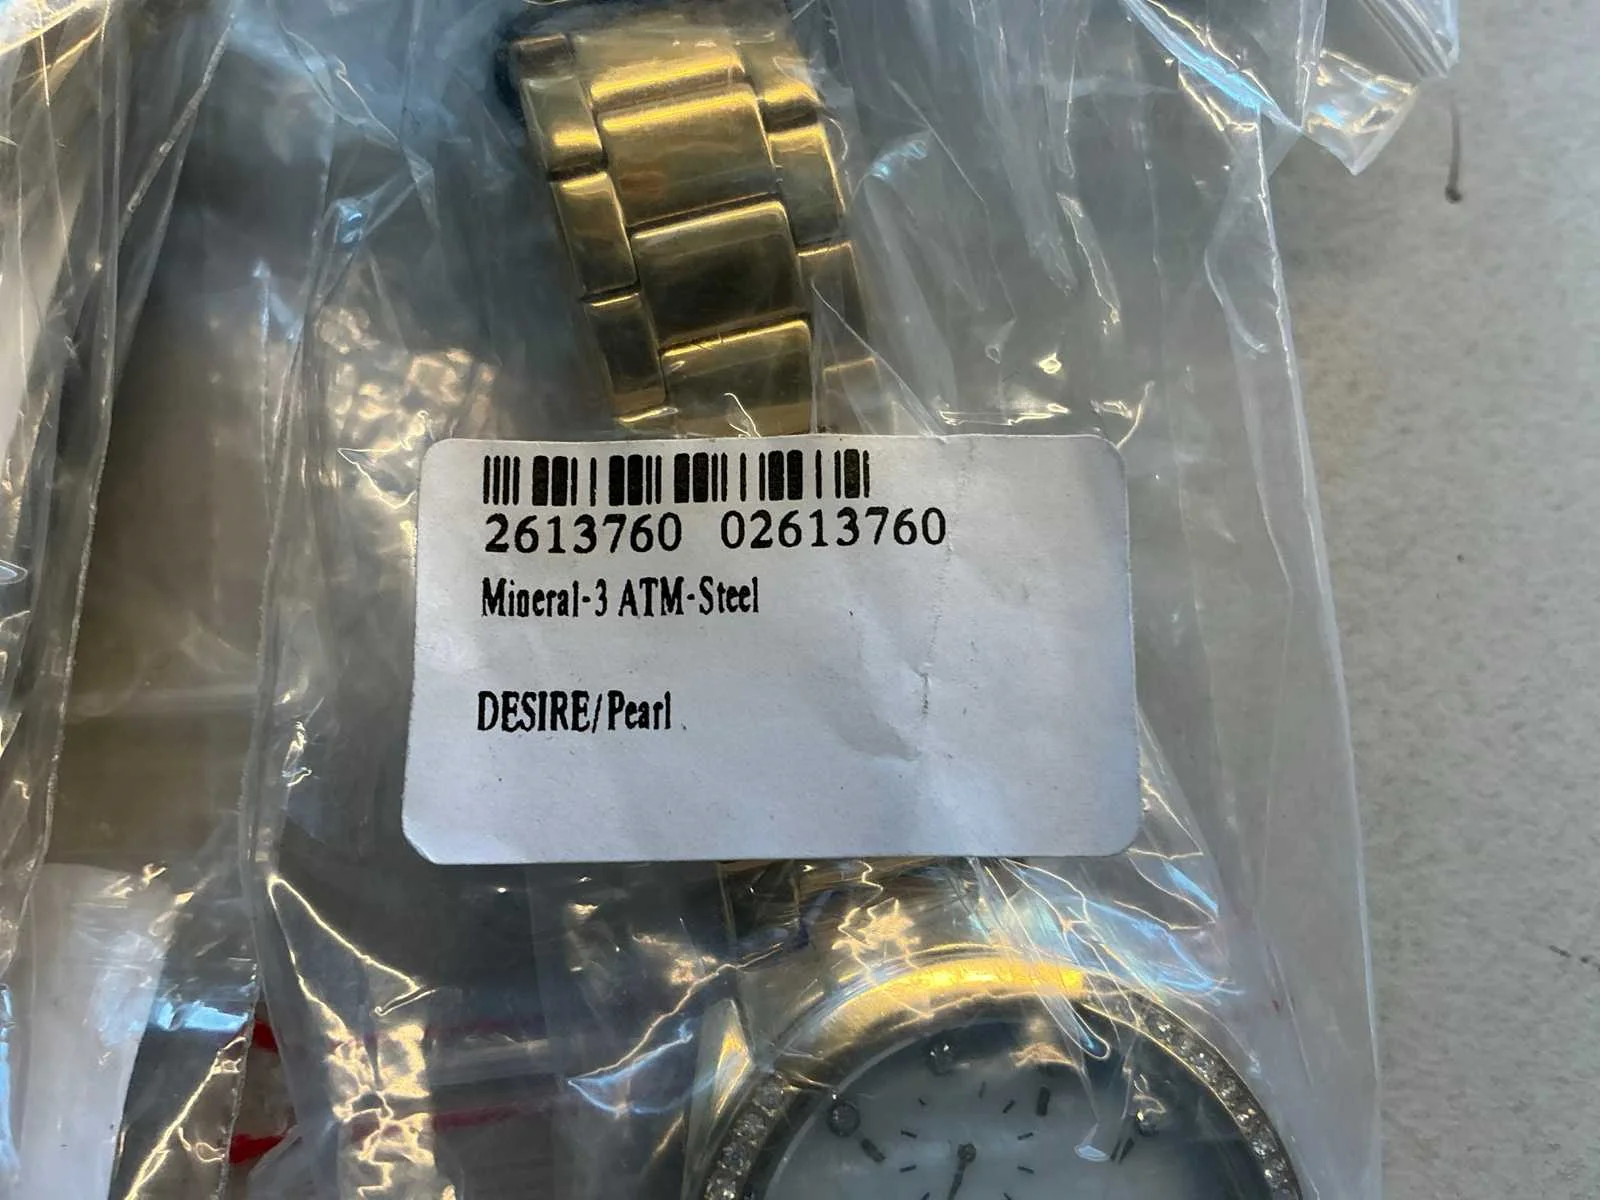 2613760 02613760
Mineral-3 ATM-Steel
DESIRE/Pearl